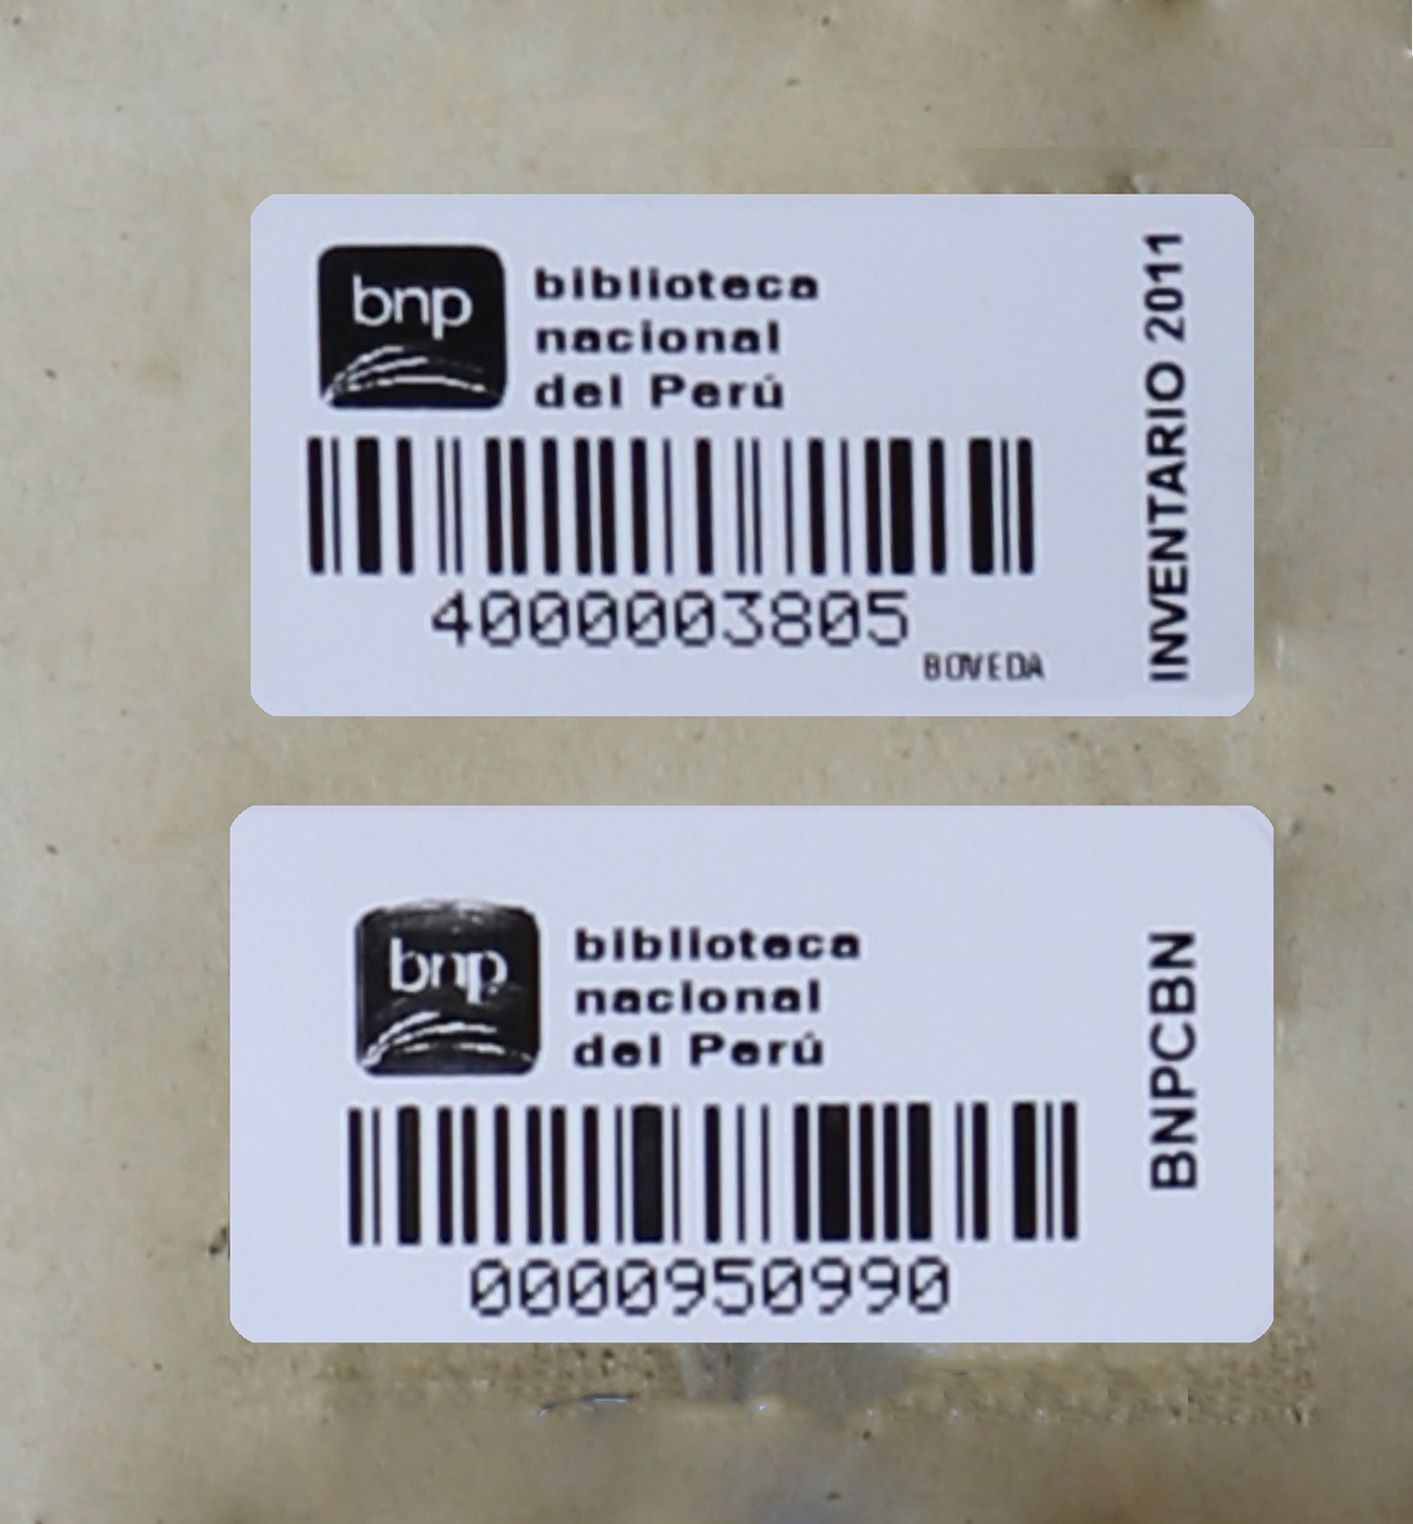 bnp
biblioteca
nacional
del Perú
4000003805
BOVEDA
INVENTARIO 2011
bnp
biblioteca
nacional
del Perú
0000950990
BNPCBN